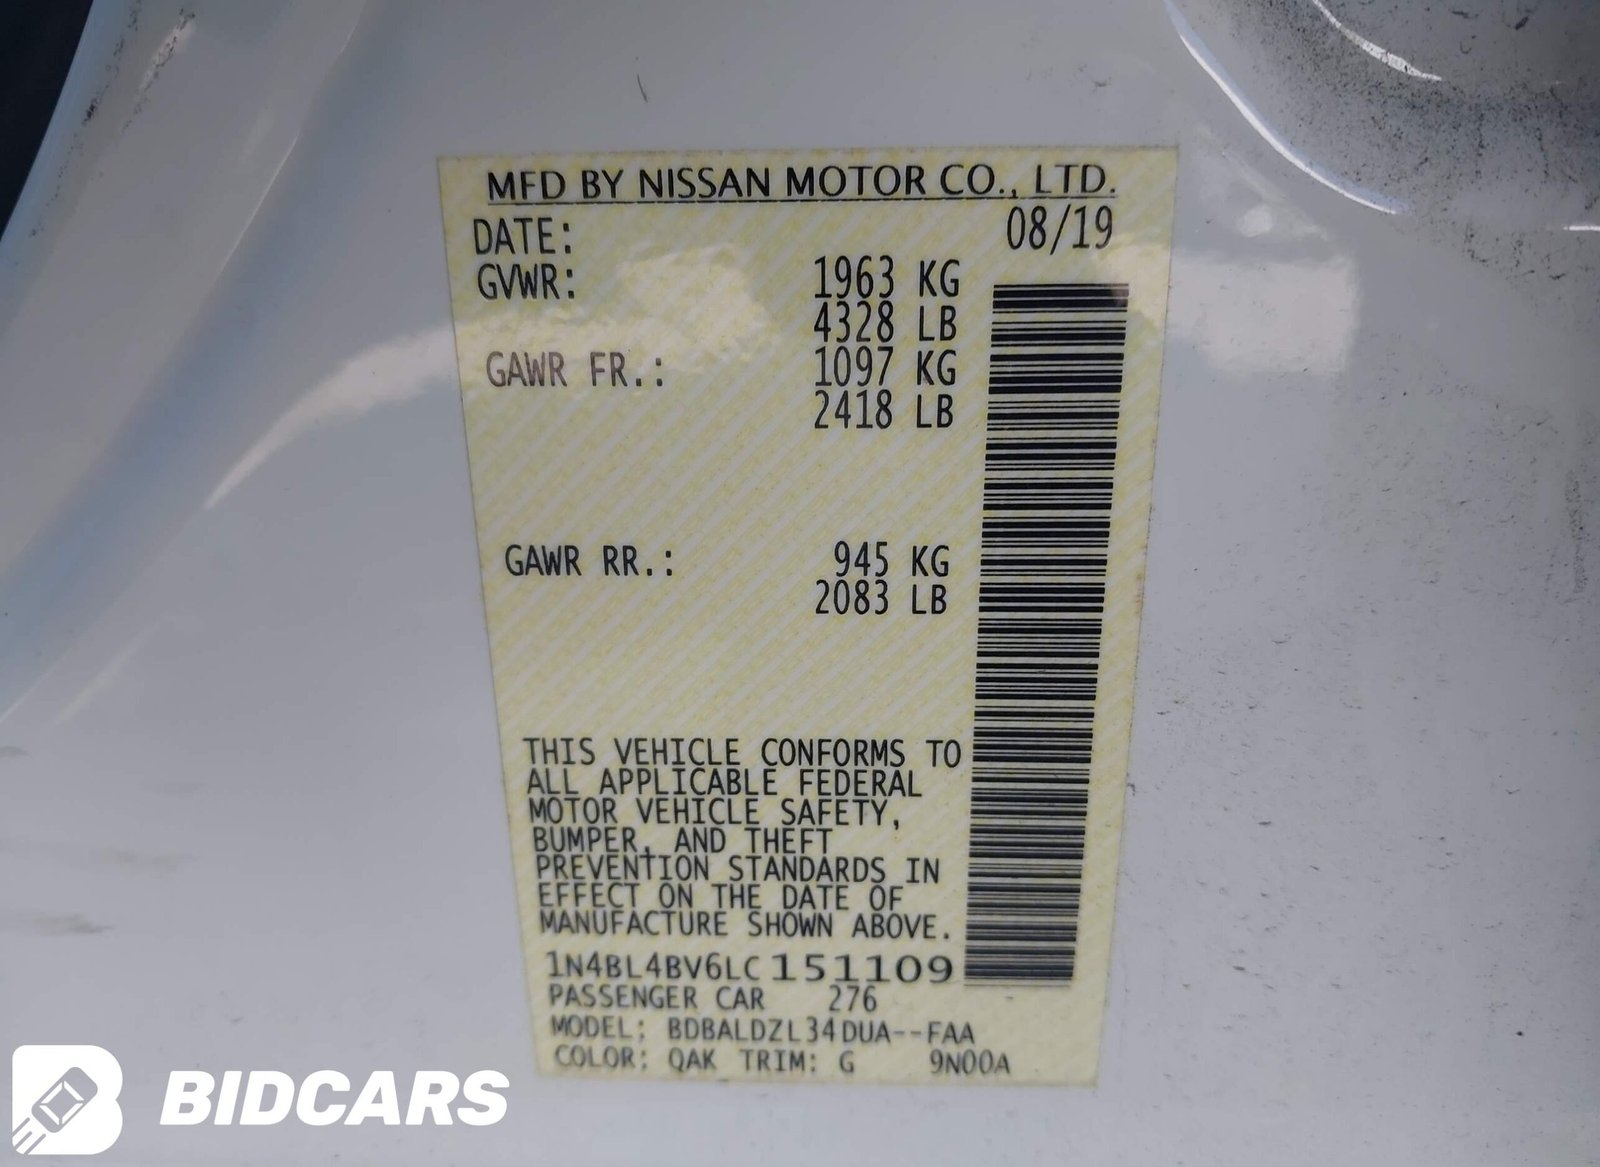 MFD BY NISSAN MOTOR CO., LTD.
DATE: 08/19
GVWR: 1963 KG
4328 LB
GAWR FR.: 1097 KG
2418 LB
GAWR RR.: 945 KG
2083 LB
THIS VEHICLE CONFORMS TO
ALL APPLICABLE FEDERAL
MOTOR VEHICLE SAFETY,
BUMPER, AND THEFT
PREVENTION STANDARDS IN
EFFECT ON THE DATE OF
MANUFACTURE SHOWN ABOVE.
1N4BL4BV6LC151109
PASSENGER CAR 276
MODEL: BDBALDZL34DUA--FAA
COLOR: QAK TRIM: G 9N00A
BIDCARS